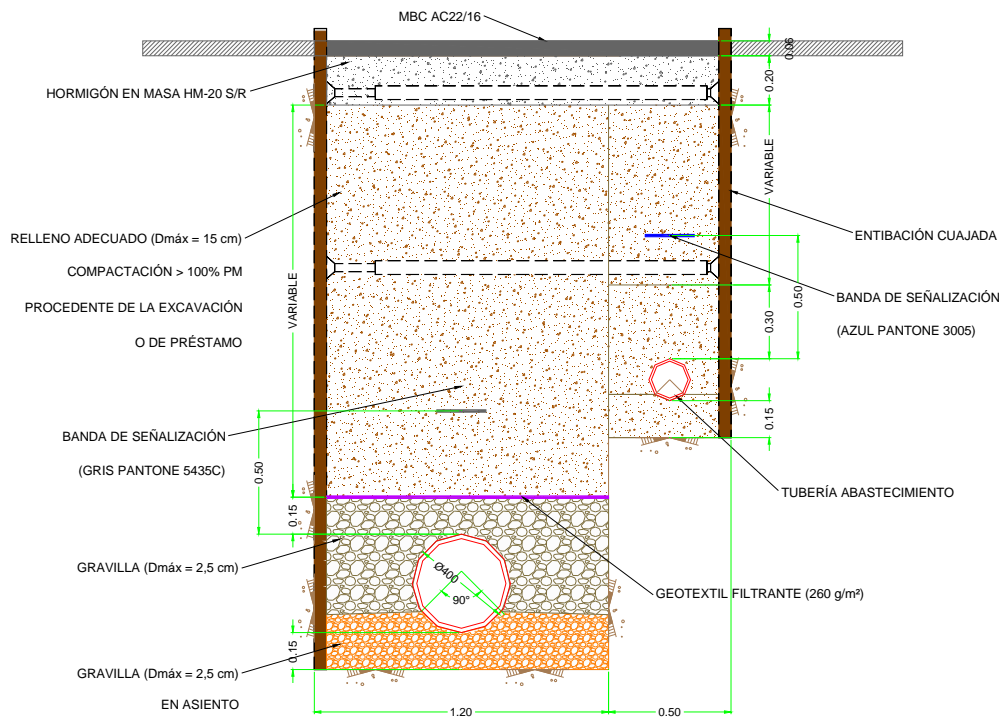 MBC AC22/16
0.06
HORMIGÓN EN MASA HM-20 S/R
0.20
VARIABLE
RELLENO ADECUADO (Dmáx = 15 cm)
COMPACTACIÓN > 100% PM
PROCEDENTE DE LA EXCAVACIÓN
O DE PRÉSTAMO
VARIABLE
ENTIBACIÓN CUAJADA
BANDA DE SEÑALIZACIÓN
(AZUL PANTONE 3005)
0.50
0.30
0.15
BANDA DE SEÑALIZACIÓN
(GRIS PANTONE 5435C)
0.50
TUBERÍA ABASTECIMIENTO
0.15
GRAVILLA (Dmáx = 2,5 cm)
Ø400
90°
GEOTEXTIL FILTRANTE (260 g/m²)
0.15
GRAVILLA (Dmáx = 2,5 cm)
EN ASIENTO
1.20
0.50